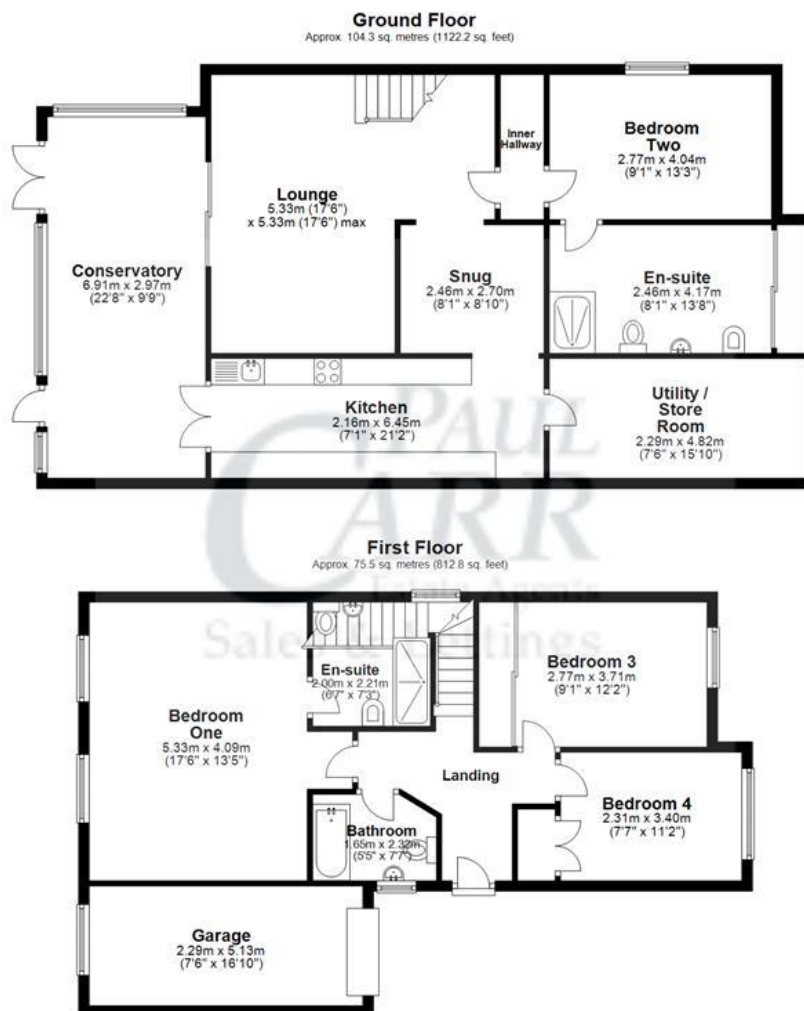 Ground Floor
Approx. 104.3 sq. metres (1122.2 sq. feet)
Inner
Hallway
Bedroom
Two
2.77m x 4.04m
(9'1" x 13'3")
Lounge
5.33m (17'6")
x 5.33m (17'6") max
Conservatory
6.91m x 2.97m
(22'8" x 9'9")
Snug
2.46m x 2.70m
(8'1" x 8'10")
En-suite
2.46m x 4.17m
(8'1" x 13'8")
Kitchen
2.16m x 6.45m
(7'1" x 21'2")
Utility /
Store
Room
2.29m x 4.82m
(7'6" x 15'10")
PAUL
CARR
Estate Agents
Sales & Lettings
First Floor
Approx. 75.5 sq. metres (812.8 sq. feet)
En-suite
2.00m x 2.21m
(6'7" x 7'3")
Bedroom 3
2.77m x 3.71m
(9'1" x 12'2")
Bedroom
One
5.33m x 4.09m
(17'6" x 13'5")
Landing
Bedroom 4
2.31m x 3.40m
(7'7" x 11'2")
Bathroom
1.65m x 2.32m
(5'5" x 7'7")
Garage
2.29m x 5.13m
(7'6" x 16'10")